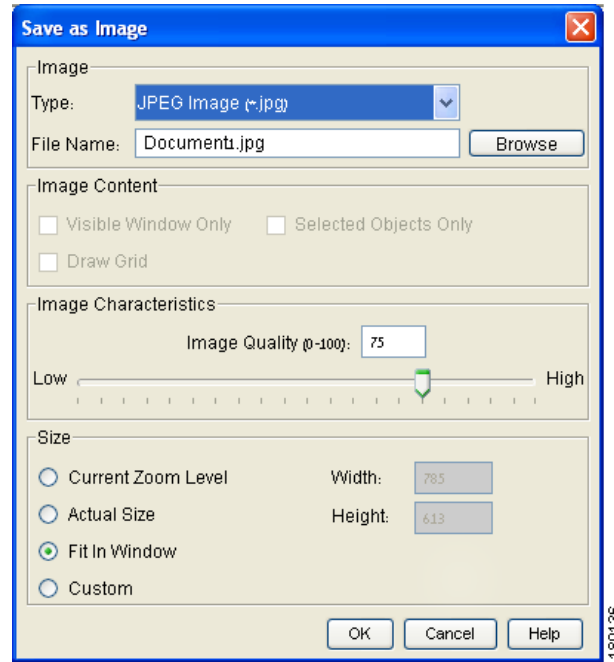 Save as Image
Image
Type: JPEG Image (*.jpg)
File Name: Document1.jpg Browse
Image Content
Visible Window Only Selected Objects Only
Draw Grid
Image Characteristics
Image Quality (0-100): 75
Low High
Size
Current Zoom Level Width: 785
Actual Size Height: 613
Fit In Window
Custom
OK Cancel Help